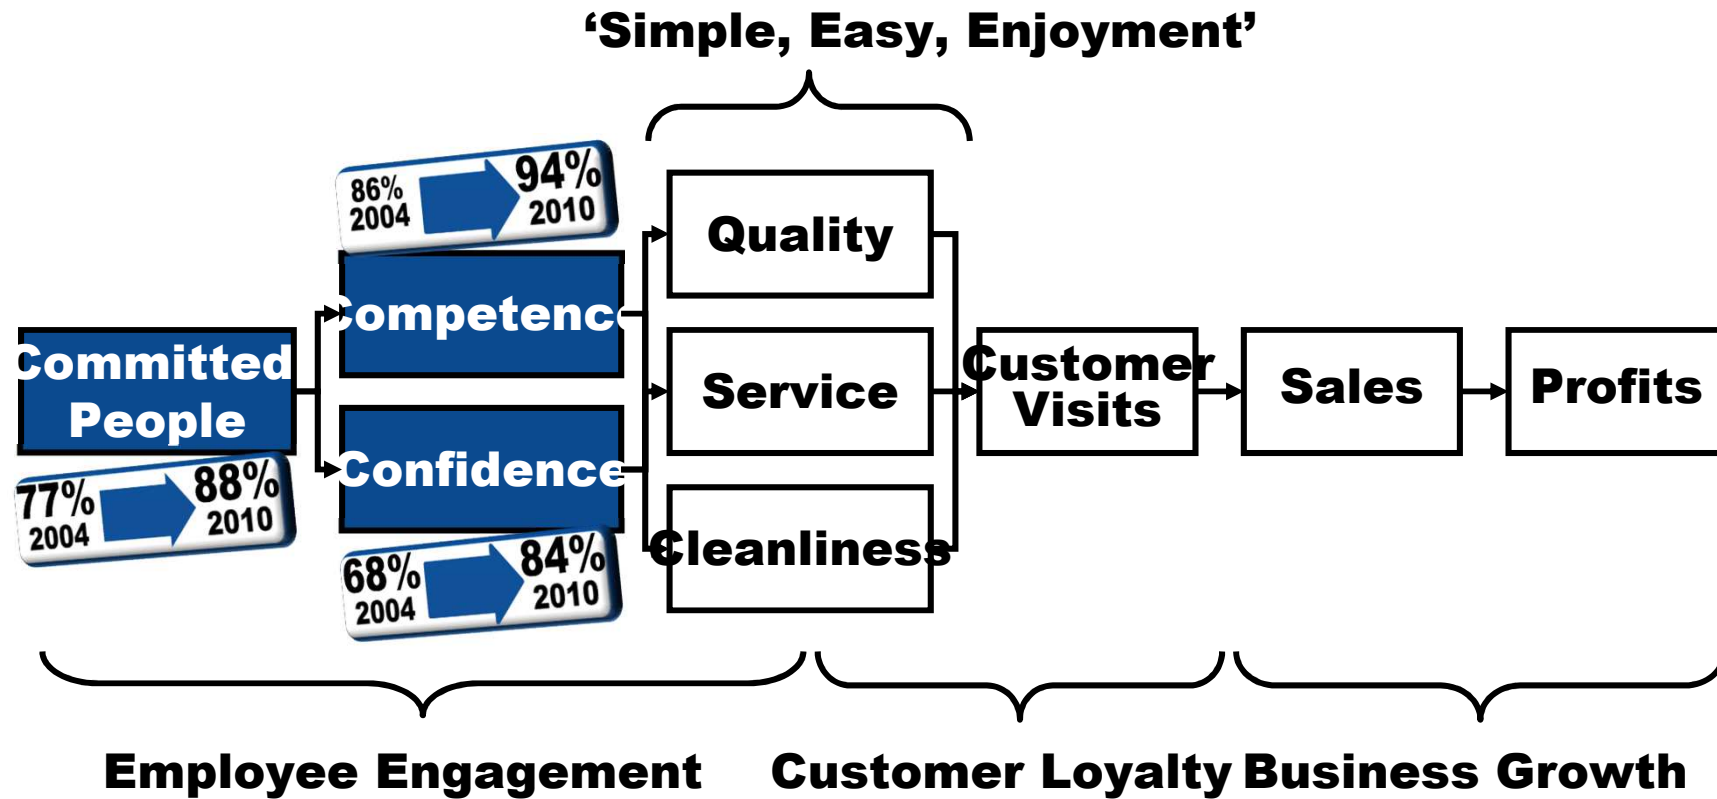 ‘Simple, Easy, Enjoyment’
86%
2004
94%
2010
Quality
Competence
Committed
People
Service
Customer
Visits
Sales
Profits
Confidence
77%
2004
88%
2010
Cleanliness
68%
2004
84%
2010
Employee Engagement
Customer Loyalty
Business Growth